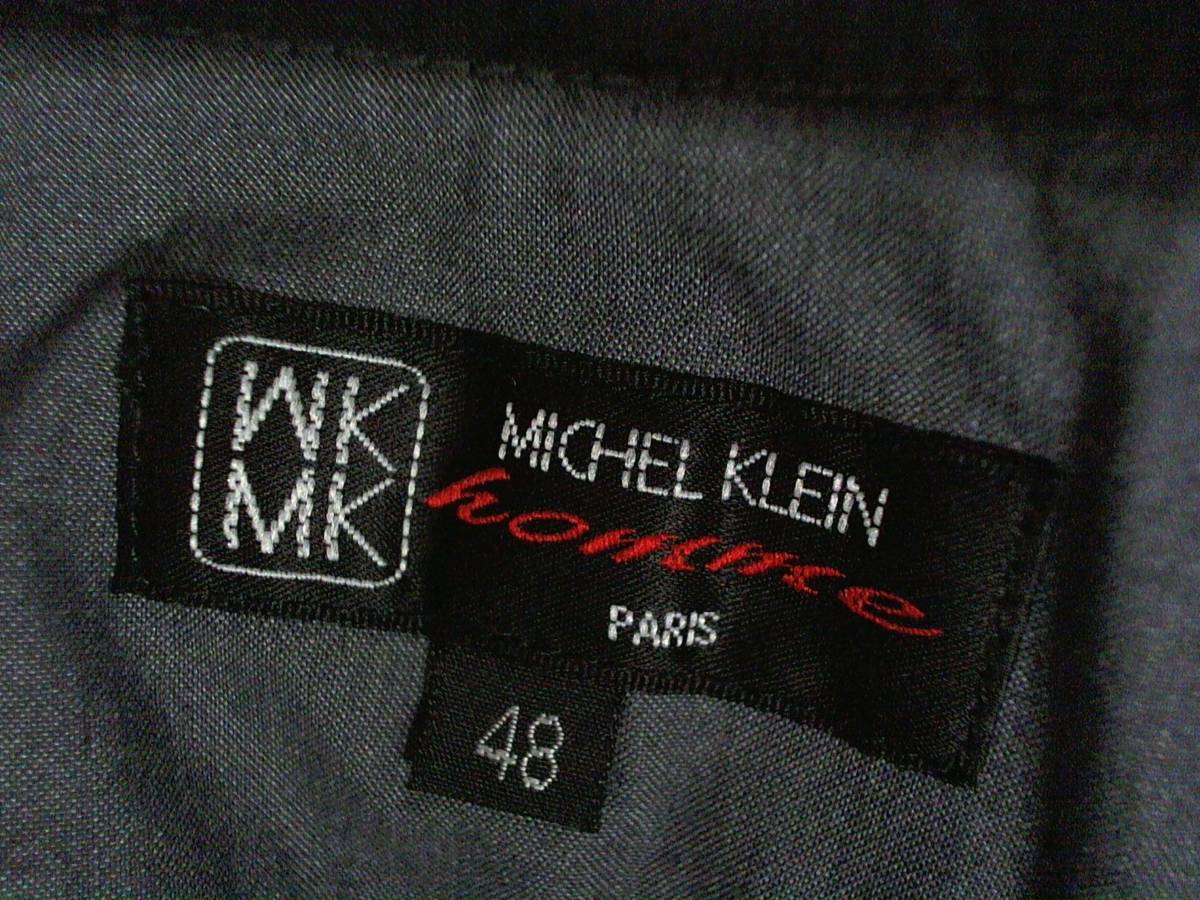 MK
MK
MICHEL KLEIN
homme
PARIS
48